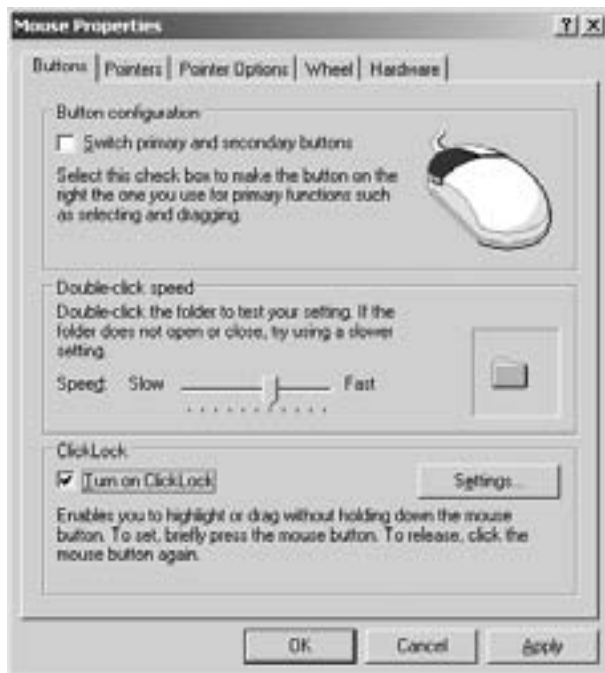 Mouse Properties
Buttons Pointers Pointer Options Wheel Hardware
Button configuration
Switch primary and secondary buttons
Select this check box to make the button on the
right the one you use for primary functions such
as selecting and dragging.
Double-click speed
Double-click the folder to test your setting. If the
folder does not open or close, try using a slower
setting.
Speed: Slow Fast
ClickLock
Turn on ClickLock
Settings...
Enables you to highlight or drag without holding down the mouse
button. To set, briefly press the mouse button. To release, click the
mouse button again.
OK Cancel Apply